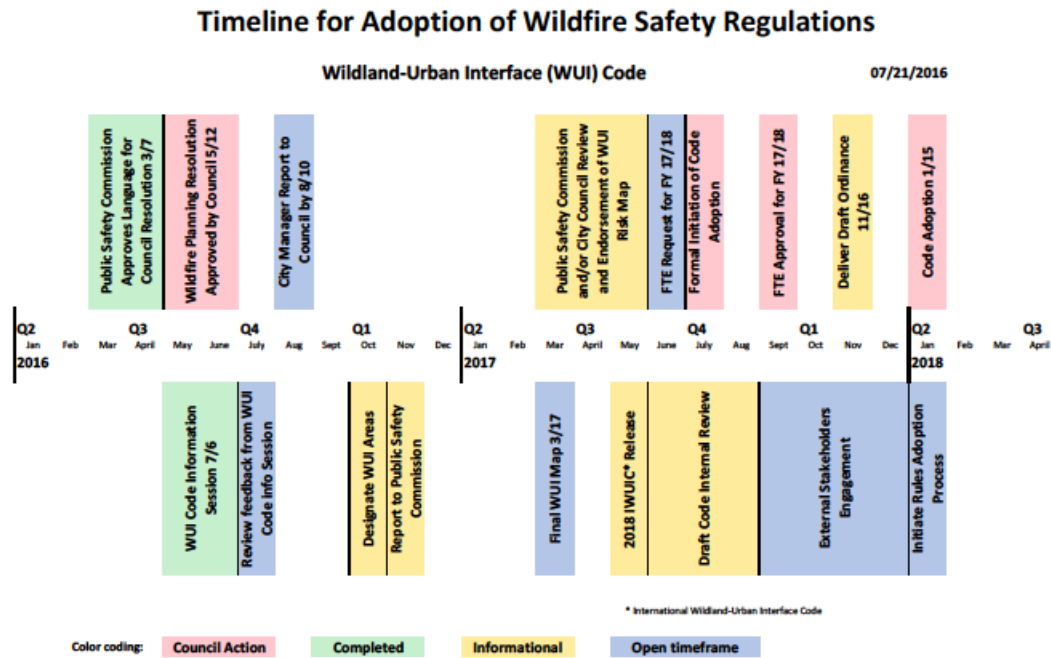 Timeline for Adoption of Wildfire Safety Regulations
Wildland-Urban Interface (WUI) Code
07/21/2016
Public Safety Commission
Approves Language for
Council Resolution 3/7
Wildfire Planning Resolution
Approved by Council 5/12
City Manager Report to
Council by 8/10
Public Safety Commission
and/or City Council Review
and Endorsement of WUI
Risk Map
FTE Request for FY 17/18
Formal Initiation of Code
Adoption
FTE Approval for FY 17/18
Deliver Draft Ordinance
11/16
Code Adoption 1/15
Q2 Q3 Q4 Q1 Q2 Q3 Q4 Q1 Q2 Q3
Jan Feb Mar April May June July Aug Sept Oct Nov Dec Jan Feb Mar April May June July Aug Sept Oct Nov Dec Jan Feb Mar April
2016 2017 2018
WUI Code Information
Session 7/6
Review feedback from WUI
Code info Session
Designate WUI Areas
Report to Public Safety
Commission
Final WUI Map 3/17
2018 IWUIC* Release
Draft Code Internal Review
External Stakeholders
Engagement
Initiate Rules Adoption
Process
* International Wildland-Urban Interface Code
Color coding: Council Action Completed Informational Open timeframe